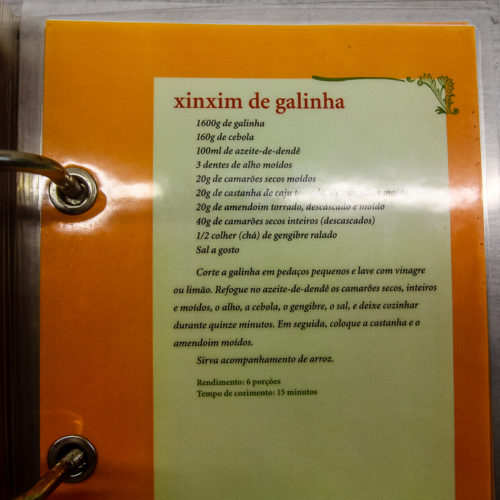 xinxim de galinha
1600g de galinha
160g de cebola
100ml de azeite-de-dendê
3 dentes de alho moídos
20g de camarões secos moídos
20g de castanha de caju e moído
20g de amendoim torrado, descascado e moído
40g de camarões secos inteiros (descascados)
1/2 colher (chá) de gengibre ralado
Sal a gosto
Corte a galinha em pedaços pequenos e lave com vinagre
ou limão. Refogue no azeite-de-dendê os camarões secos, inteiros
e moídos, o alho, a cebola, o gengibre, o sal, e deixe cozinhar
durante quinze minutos. Em seguida, coloque a castanha e o
amendoim moídos.
Sirva acompanhamento de arroz.
Rendimento: 6 porções
Tempo de cozimento: 15 minutos